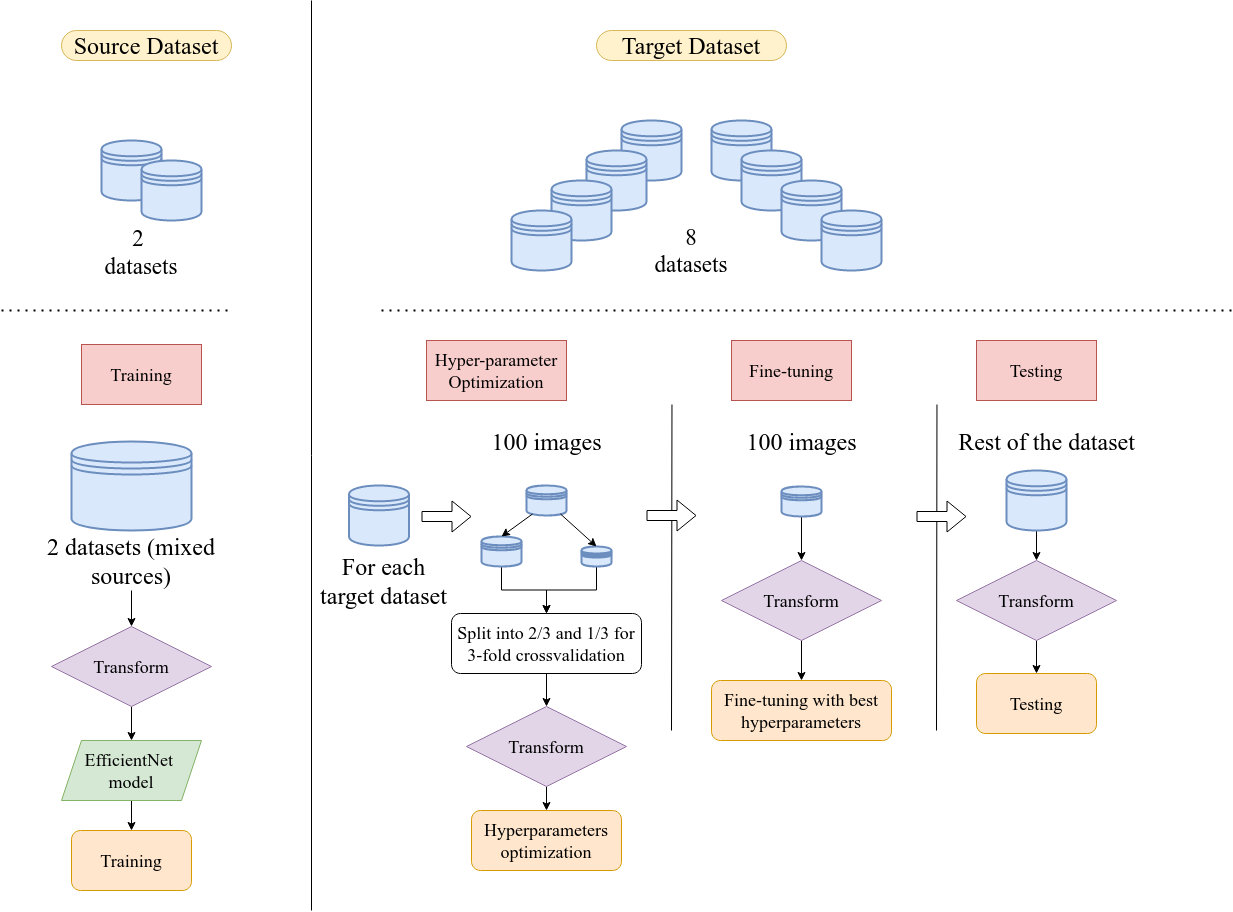 Source Dataset
2
datasets
Training
2 datasets (mixed
sources)
Transform
EfficientNet
model
Training
Target Dataset
8
datasets
For each
target dataset
Hyper-parameter
Optimization
100 images
Split into 2/3 and 1/3 for
3-fold crossvalidation
Transform
Hyperparameters
optimization
Fine-tuning
100 images
Transform
Fine-tuning with best
hyperparameters
Testing
Rest of the dataset
Transform
Testing